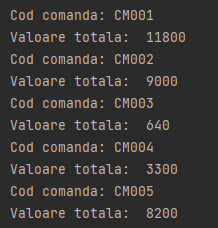 Cod comanda: CM001
Valoare totala:  11800
Cod comanda: CM002
Valoare totala:  9000
Cod comanda: CM003
Valoare totala:  640
Cod comanda: CM004
Valoare totala:  3300
Cod comanda: CM005
Valoare totala:  8200